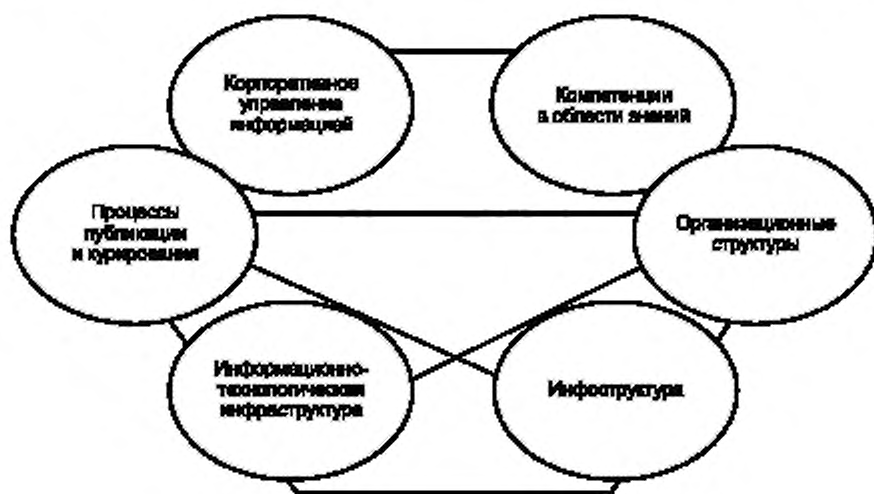 Корпоративное
управление
информацией
Компетенции
в области знаний
Процессы
публикации
и курирования
Организационные
структуры
Информационно-
технологическая
инфраструктура
Инфоструктура